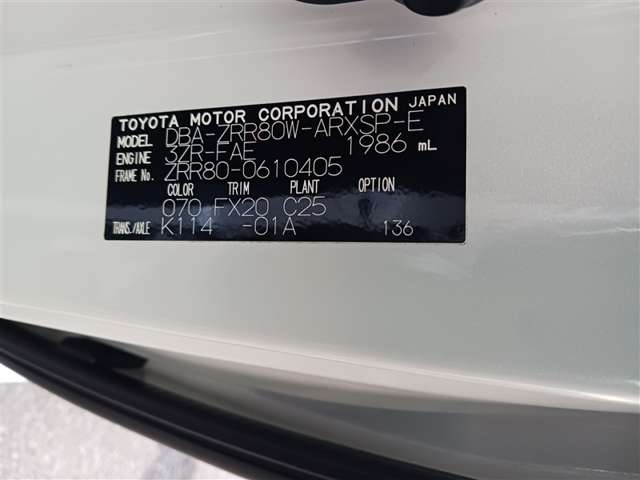 TOYOTA MOTOR CORPORATION JAPAN
MODEL DBA-ZRR80W-ARXSP-E
ENGINE 3ZR-FAE 1986 mL
FRAME No. ZRR80-0610405
COLOR TRIM PLANT OPTION
070 FX20 C25
TRANS./AXLE K114 -01A 136